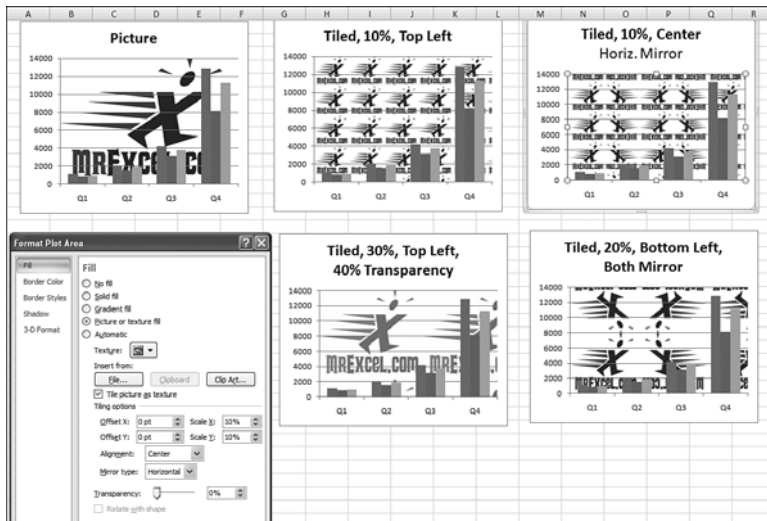 A B C D E F G H I J K L M N O P Q R
Picture
14000
12000
10000
8000
6000
4000
2000
0
MrExcel.co
Q1 Q2 Q3 Q4
Tiled, 10%, Top Left
14000
12000
10000
8000
6000
4000
2000
0
Q1 Q2 Q3 Q4
Tiled, 10%, Center
Horiz. Mirror
14000
12000
10000
8000
6000
4000
2000
0
Q1 Q2 Q3 Q4
Format Plot Area
Fill
Border Color
Border Styles
Shadow
3-D Format
Fill
No fill
Solid fill
Gradient fill
Picture or texture fill
Automatic
Texture:
Insert from:
File... Clipboard Clip Art...
Tile picture as texture
Tiling options
Offset X: 0 pt Scale X: 10%
Offset Y: 0 pt Scale Y: 10%
Alignment: Center
Mirror type: Horizontal
Transparency: 0%
Rotate with shape
Tiled, 30%, Top Left,
40% Transparency
14000
12000
10000
8000
6000
4000
2000
0
MrExcel.com MrEx
Q1 Q2 Q3 Q4
Tiled, 20%, Bottom Left,
Both Mirror
14000
12000
10000
8000
6000
4000
2000
0
Q1 Q2 Q3 Q4